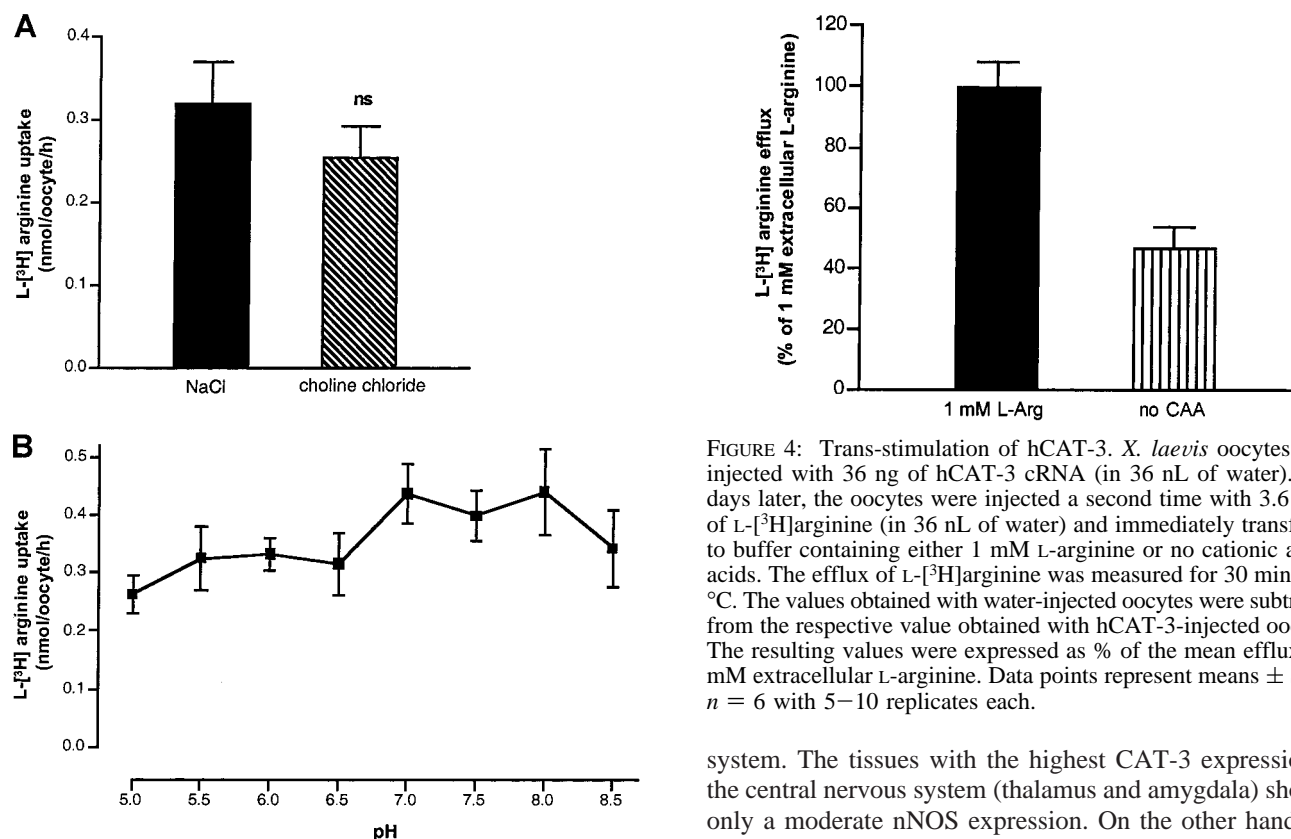 A
L-[³H] arginine uptake
(nmol/oocyte/h)
0.4
0.3
0.2
0.1
0.0
ns
NaCl
choline chloride
B
L-[³H] arginine uptake
(nmol/oocyte/h)
0.5
0.4
0.3
0.2
0.1
0.0
5.0 5.5 6.0 6.5 7.0 7.5 8.0 8.5
pH
L-[³H] arginine efflux
(% of 1 mM extracellular L-arginine)
120
100
80
60
40
20
0
1 mM L-Arg
no CAA
FIGURE 4: Trans-stimulation of hCAT-3. X. laevis oocytes
injected with 36 ng of hCAT-3 cRNA (in 36 nL of water).
days later, the oocytes were injected a second time with 3.6
of L-[³H]arginine (in 36 nL of water) and immediately
to buffer containing either 1 mM L-arginine or no cationic
acids. The efflux of L-[³H]arginine was measured for 30 min
°C. The values obtained with water-injected oocytes were
from the respective value obtained with hCAT-3-injected
The resulting values were expressed as % of the mean efflux
mM extracellular L-arginine. Data points represent means ±
n = 6 with 5−10 replicates each.
system. The tissues with the highest CAT-3
the central nervous system (thalamus and amygdala)
only a moderate nNOS expression. On the other